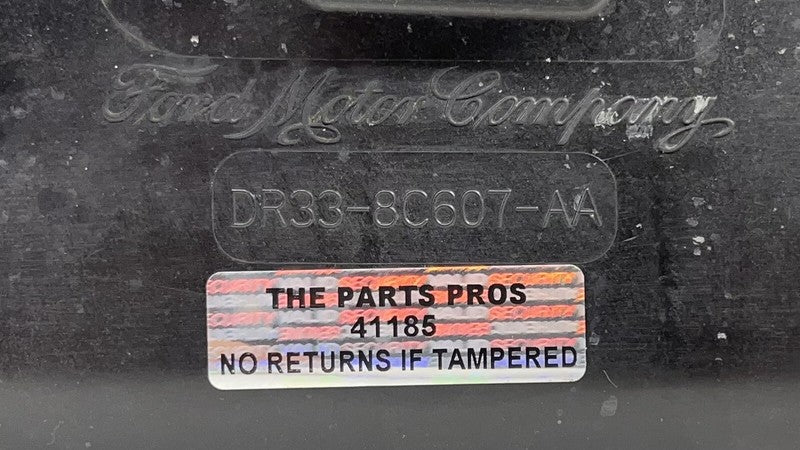 Ford Motor Company
DR33-8C607-AA
THE PARTS PROS
41185
NO RETURNS IF TAMPERED